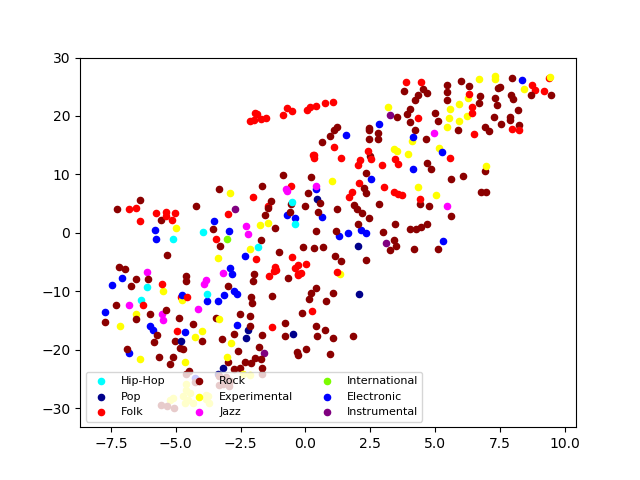 30
20
10
0
−10
−20
−30
Hip-Hop Rock International
Pop Experimental Electronic
Folk Jazz Instrumental
−7.5 −5.0 −2.5 0.0 2.5 5.0 7.5 10.0